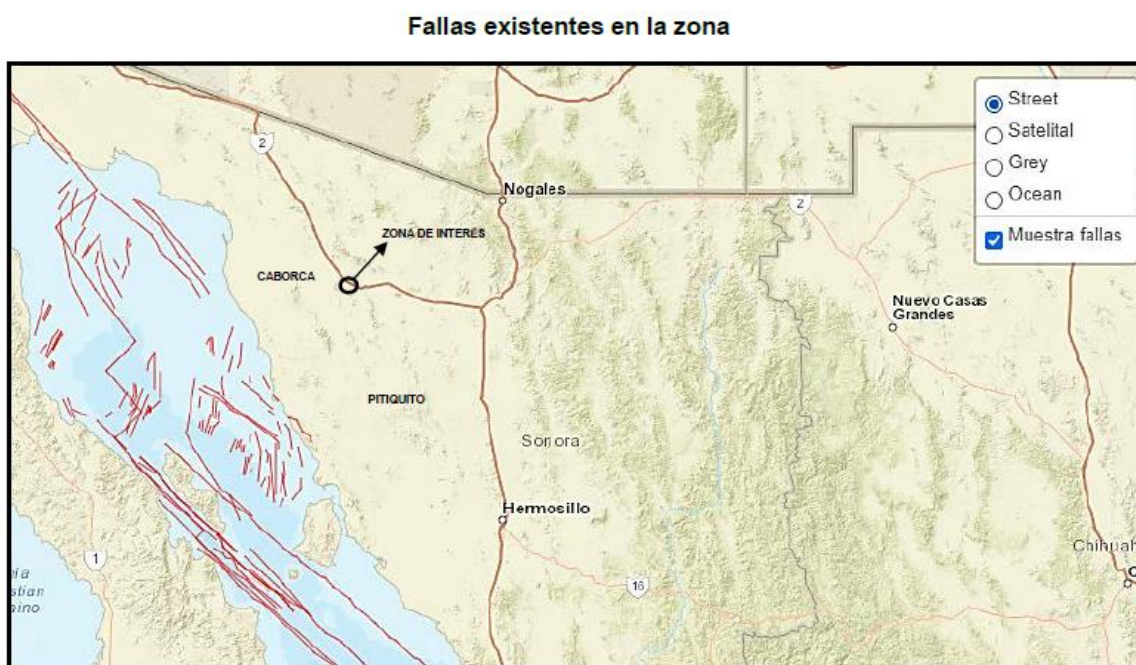 Fallas existentes en la zona
Street
Satelital
Grey
Ocean
Muestra fallas
2
Nogales
2
ZONA DE INTERÉS
CABORCA
Nuevo Casas
Grandes
PITIQUITO
Sonora
Hermosillo
Chihuah
1
16